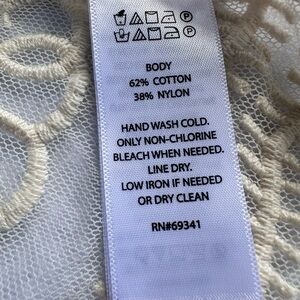 BODY
62% COTTON
38% NYLON
HAND WASH COLD.
ONLY NON-CHLORINE
BLEACH WHEN NEEDED.
LINE DRY.
LOW IRON IF NEEDED
OR DRY CLEAN
RN#69341